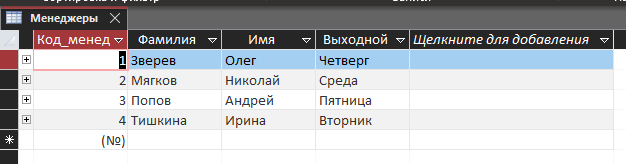 Менеджеры
Код_менед Фамилия Имя Выходной Щелкните для добавления
1 Зверев Олег Четверг
2 Мягков Николай Среда
3 Попов Андрей Пятница
4 Тишкина Ирина Вторник
(№)